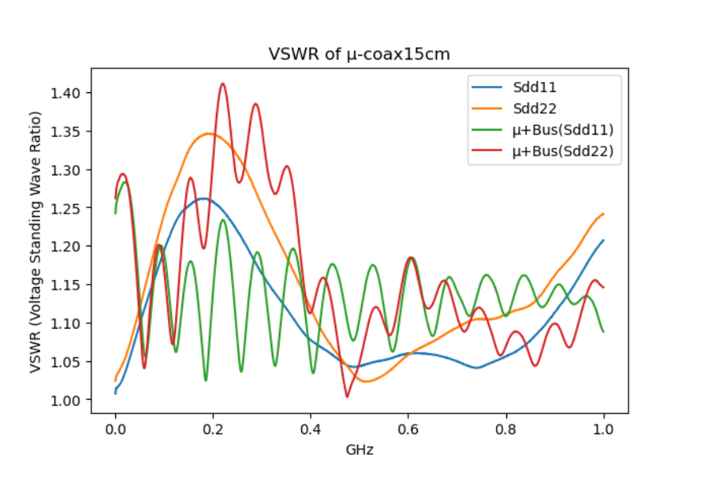 VSWR of μ-coax15cm
VSWR (Voltage Standing Wave Ratio)
1.40
1.35
1.30
1.25
1.20
1.15
1.10
1.05
1.00
Sdd11
Sdd22
μ+Bus(Sdd11)
μ+Bus(Sdd22)
0.0 0.2 0.4 0.6 0.8 1.0
GHz